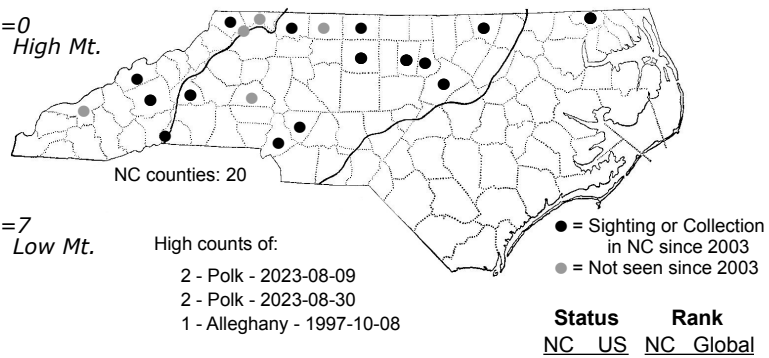 =0
High Mt.
NC counties: 20
=7
Low Mt.
High counts of:
2 - Polk - 2023-08-09
2 - Polk - 2023-08-30
1 - Alleghany - 1997-10-08
= Sighting or Collection
in NC since 2003
= Not seen since 2003
Status Rank
NC US NC Global